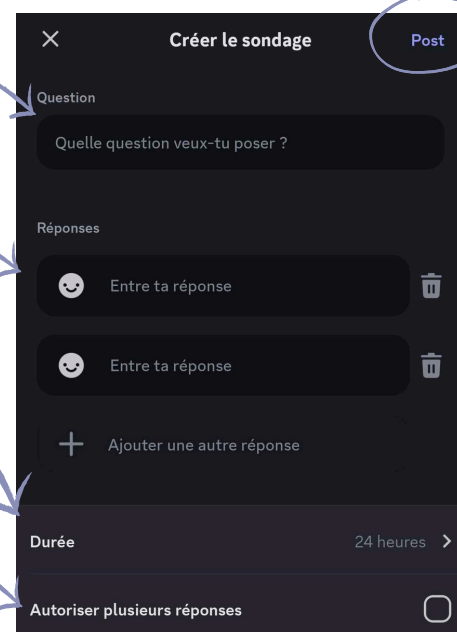 Créer le sondage
Post
Question
Quelle question veux-tu poser ?
Réponses
Entre ta réponse
Entre ta réponse
Ajouter une autre réponse
Durée
24 heures
Autoriser plusieurs réponses